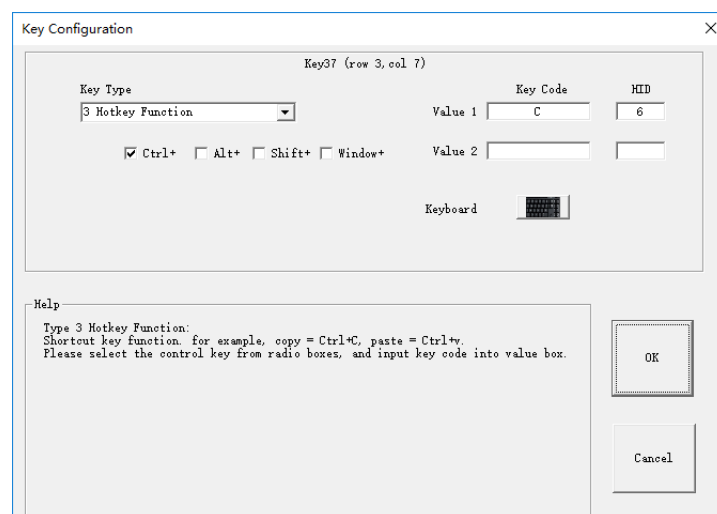 Key Configuration
Key37 (row 3, col 7)
Key Type
Key Code
HID
3 Hotkey Function
Value 1
C
6
Ctrl+
Alt+
Shift+
Window+
Value 2
Keyboard
Help
Type 3 Hotkey Function:
Shortcut key function. for example, copy = Ctrl+C, paste = Ctrl+v.
Please select the control key from radio boxes, and input key code into value box.
OK
Cancel